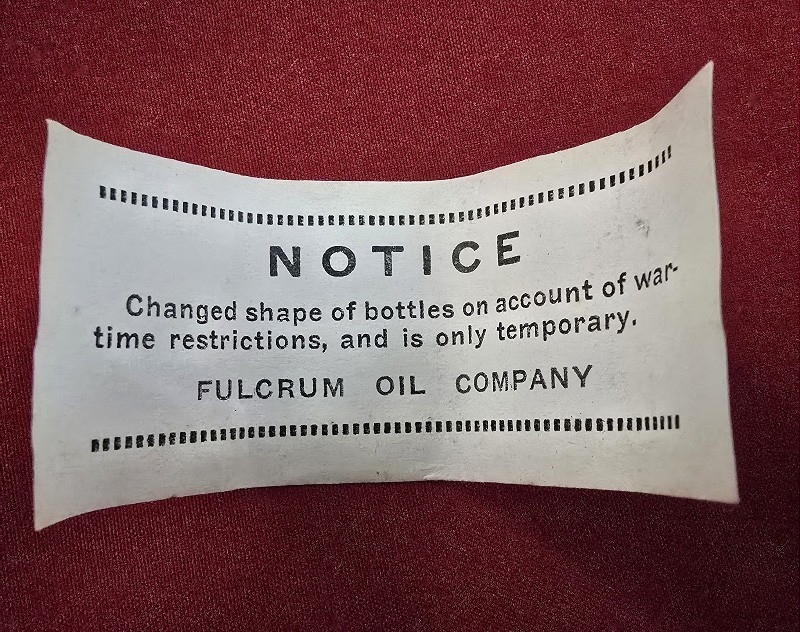 NOTICE
Changed shape of bottles on account of war-
time restrictions, and is only temporary.
FULCRUM OIL COMPANY